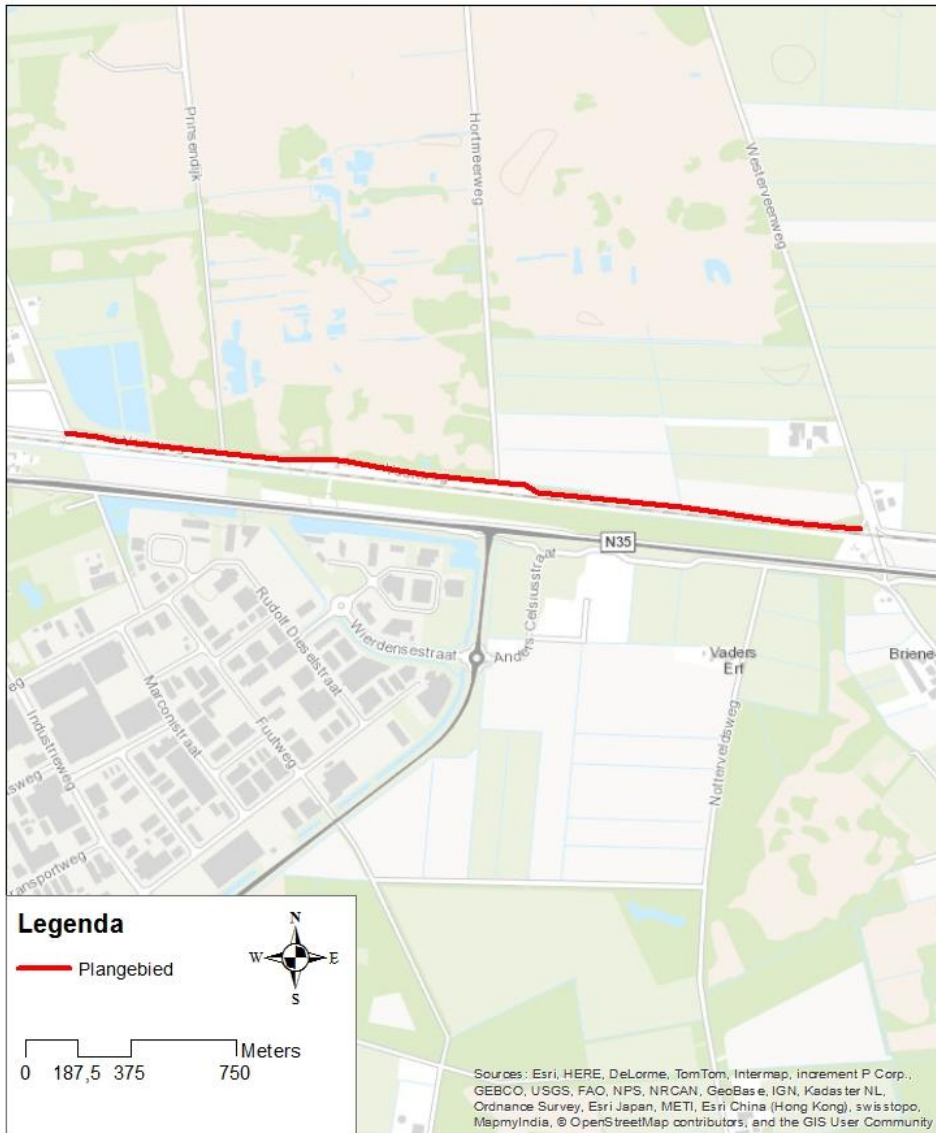 Prinsendijk
Hortmeerweg
Westerveenweg
N35
Anders Celsiusstraat
Rudolf Dieselstraat
Wierdensestraat
Marconistraat
Fuutweg
Industrieweg
Vaders
Erf
Notterveldsweg
Legenda
Plangebied
N
W
E
S
Meters
0 187,5 375 750
Sources: Esri, HERE, DeLorme, TomTom, Intermap, increment P Corp.,
GEBCO, USGS, FAO, NPS, NRCAN, GeoBase, IGN, Kadaster NL,
Ordnance Survey, Esri Japan, METI, Esri China (Hong Kong), swisstopo,
MapmyIndia, © OpenStreetMap contributors, and the GIS User Community